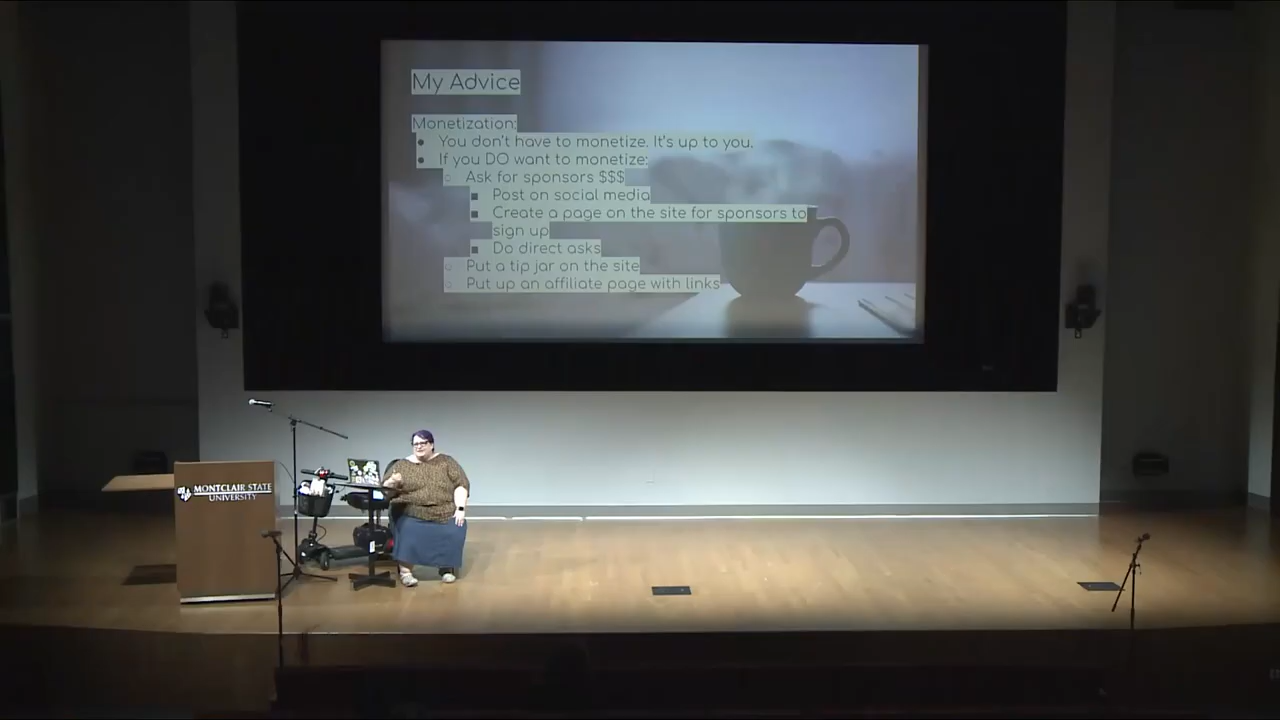 My Advice
Monetization:
• You don't have to monetize. It's up to you.
• If you DO want to monetize:
○ Ask for sponsors $$$
■ Post on social media
■ Create a page on the site for sponsors to
sign up
■ Do direct asks
○ Put a tip jar on the site
○ Put up an affiliate page with links
MONTCLAIR STATE
UNIVERSITY